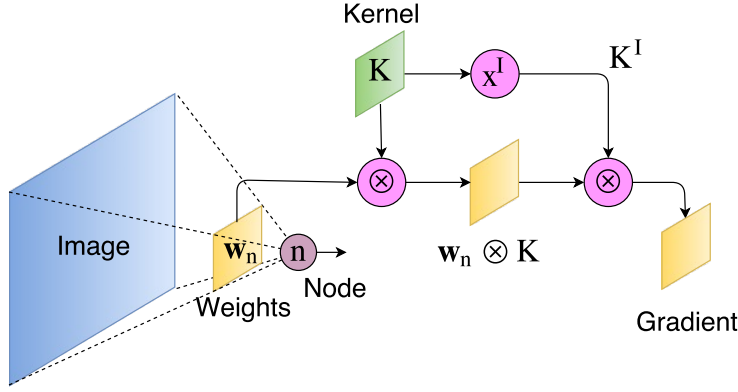 Kernel
K
x^I
K^I
⊗
⊗
Image
w_n
n
w_n ⊗ K
Weights
Node
Gradient